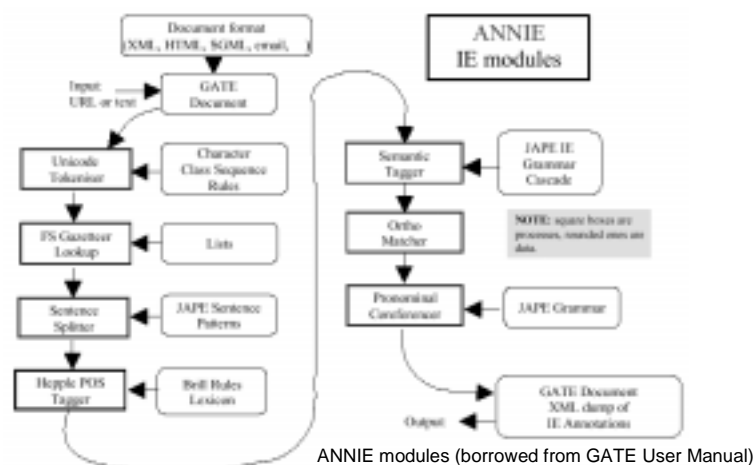 Document format
(XML, HTML, SGML, email, )
ANNIE
IE modules
Input:
URL or text
GATE
Document
Unicode
Tokeniser
Character
Class Sequence
Rules
FS Gazetteer
Lookup
Lists
Sentence
Splitter
JAPE Sentence
Patterns
Hepple POS
Tagger
Brill Rules
Lexicon
Semantic
Tagger
JAPE IE
Grammar
Cascade
Ortho
Matcher
NOTE: square boxes are
processes, rounded ones are
data.
Pronominal
Coreferencer
JAPE Grammar
GATE Document
XML dump of
IE Annotations
Output:
ANNIE modules (borrowed from GATE User Manual)